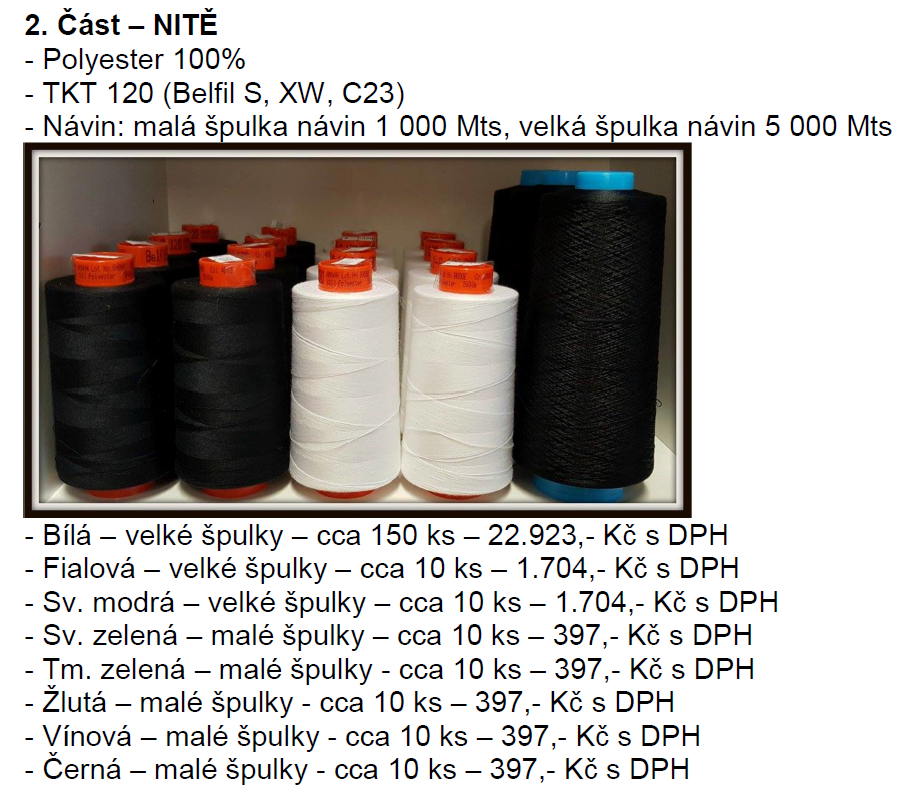 2. Část – NITĚ
- Polyester 100%
- TKT 120 (Belfil S, XW, C23)
- Návin: malá špulka návin 1 000 Mts, velká špulka návin 5 000 Mts
- Bílá – velké špulky – cca 150 ks – 22.923,- Kč s DPH
- Fialová – velké špulky – cca 10 ks – 1.704,- Kč s DPH
- Sv. modrá – velké špulky – cca 10 ks – 1.704,- Kč s DPH
- Sv. zelená – malé špulky – cca 10 ks – 397,- Kč s DPH
- Tm. zelená – malé špulky - cca 10 ks – 397,- Kč s DPH
- Žlutá – malé špulky - cca 10 ks – 397,- Kč s DPH
- Vínová – malé špulky - cca 10 ks – 397,- Kč s DPH
- Černá – malé špulky - cca 10 ks – 397,- Kč s DPH